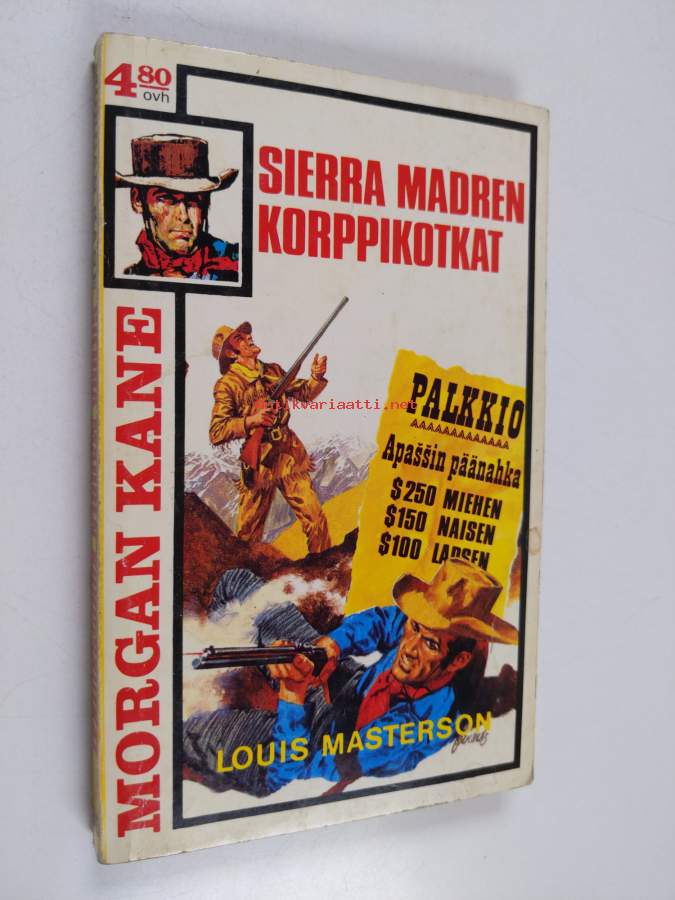 4 80
ovh
SIERRA MADREN
KORPPIKOTKAT
MORGAN KANE
PALKKIO
Apaššin päänahka
$250 MIEHEN
$150 NAISEN
$100 LAPSEN
LOUIS MASTERSON